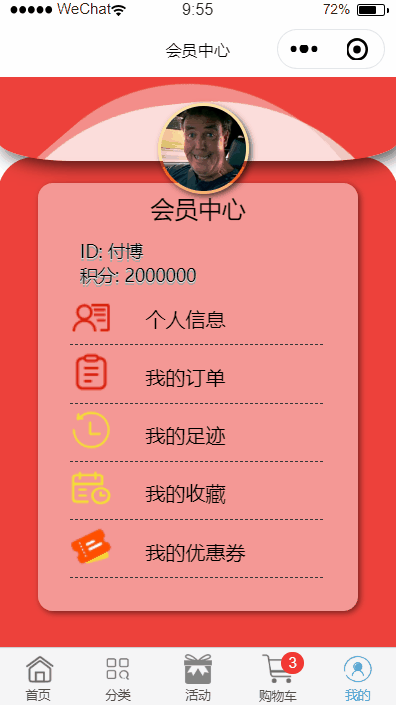 WeChat 9:55 72%
会员中心
会员中心
ID: 付博
积分: 2000000
个人信息
我的订单
我的足迹
我的收藏
我的优惠券
3
首页 分类 活动 购物车 我的